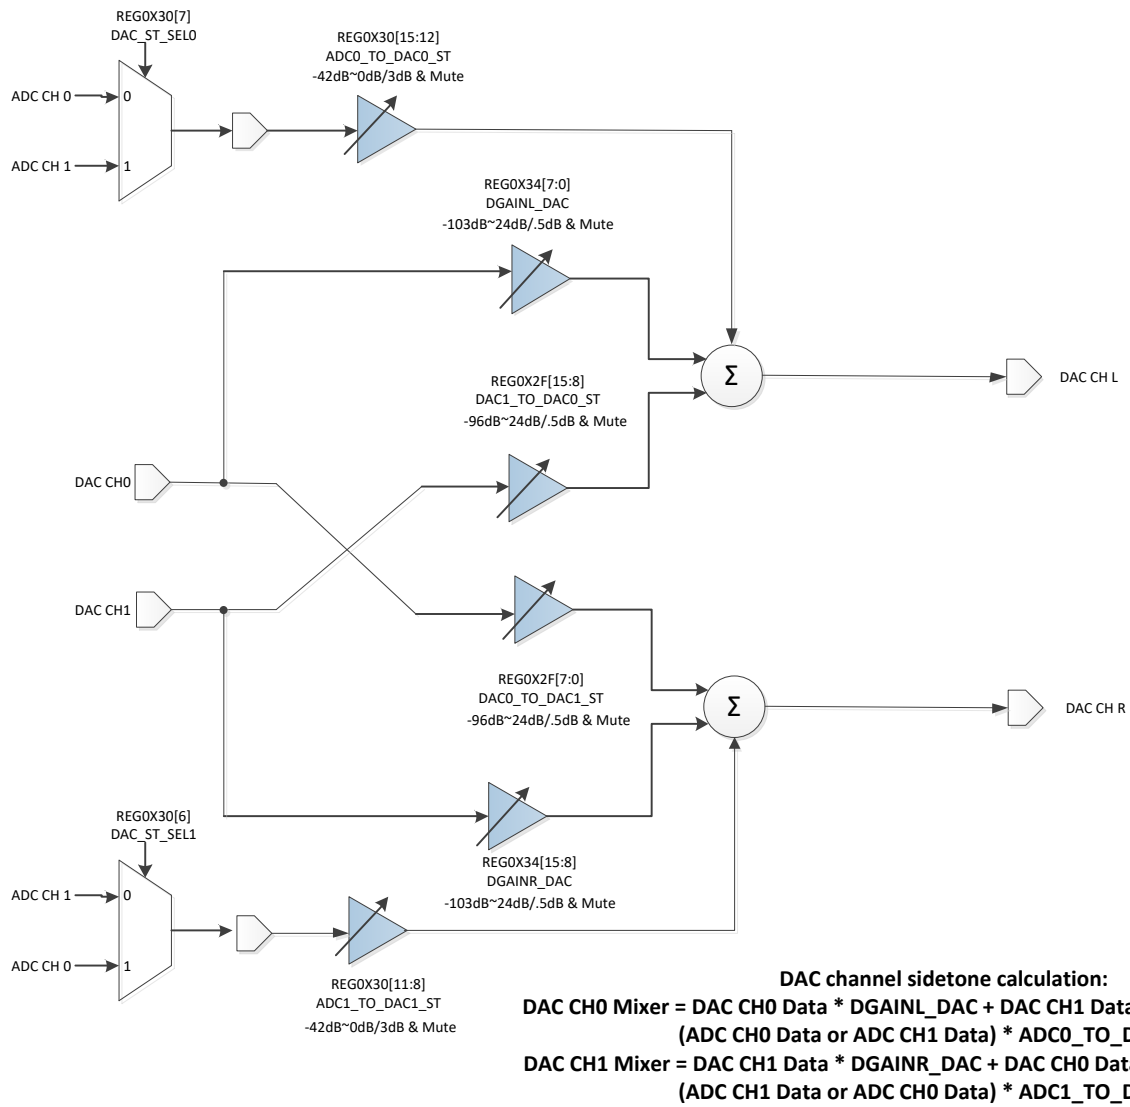 REG0X30[7]
DAC_ST_SEL0
REG0X30[15:12]
ADC0_TO_DAC0_ST
-42dB~0dB/3dB & Mute
ADC CH 0
0
ADC CH 1
1
REG0X34[7:0]
DGAINL_DAC
-103dB~24dB/.5dB & Mute
Σ
DAC CH L
REG0X2F[15:8]
DAC1_TO_DAC0_ST
-96dB~24dB/.5dB & Mute
DAC CH0
DAC CH1
REG0X2F[7:0]
DAC0_TO_DAC1_ST
-96dB~24dB/.5dB & Mute
Σ
DAC CH R
REG0X30[6]
DAC_ST_SEL1
REG0X34[15:8]
DGAINR_DAC
-103dB~24dB/.5dB & Mute
ADC CH 1
0
ADC CH 0
1
REG0X30[11:8]
ADC1_TO_DAC1_ST
-42dB~0dB/3dB & Mute
DAC channel sidetone calculation:
DAC CH0 Mixer = DAC CH0 Data * DGAINL_DAC + DAC CH1 Data
(ADC CH0 Data or ADC CH1 Data) * ADC0_TO_D
DAC CH1 Mixer = DAC CH1 Data * DGAINR_DAC + DAC CH0 Data
(ADC CH1 Data or ADC CH0 Data) * ADC1_TO_D